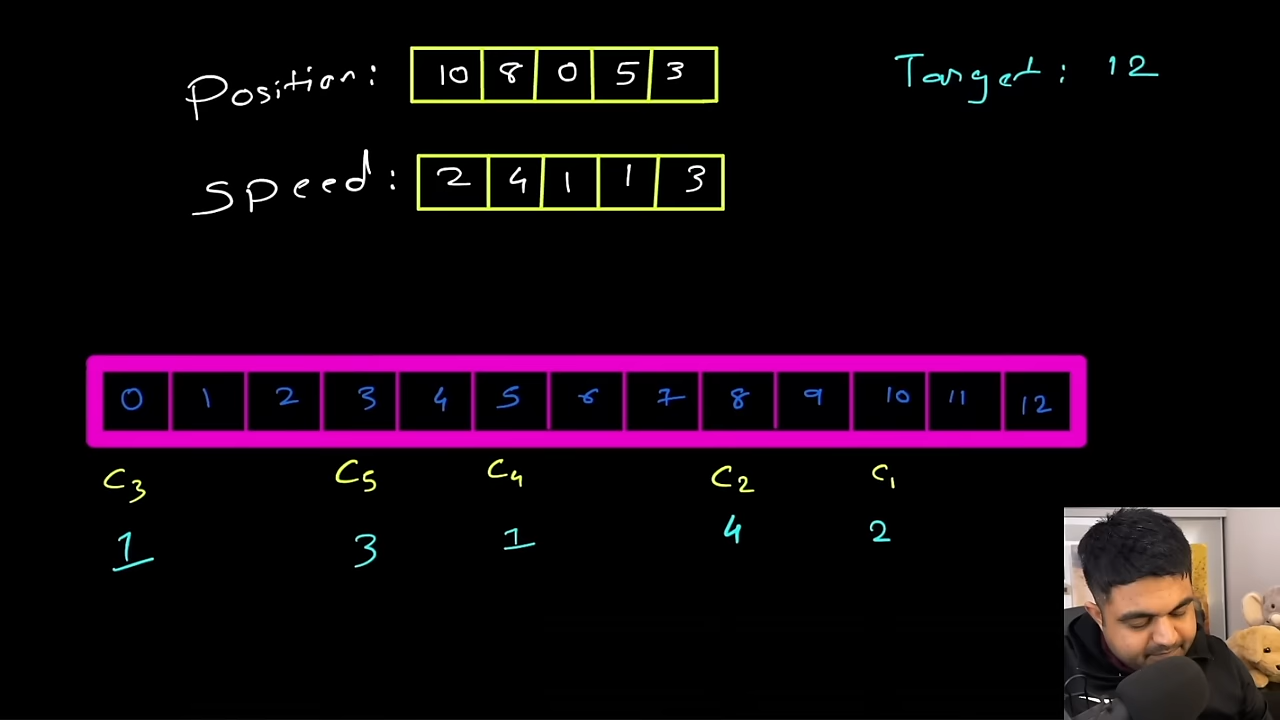 Position: 10 8 0 5 3 Target: 12
Speed: 2 4 1 1 3
0 1 2 3 4 5 6 7 8 9 10 11 12
C3 C5 C4 C2 C1
1 3 1 4 2